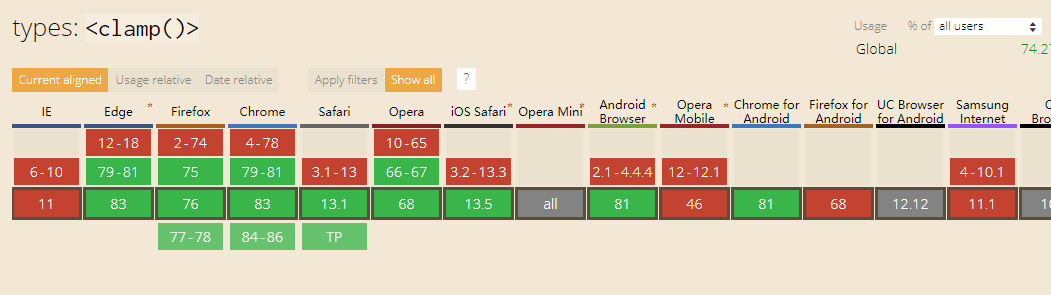 types: <clamp()>
Usage % of all users
Global 74.2
Current aligned Usage relative Date relative Apply filters Show all ?
IE Edge * Firefox Chrome Safari Opera iOS Safari * Opera Mini * Android Browser * Opera Mobile * Chrome for Android Firefox for Android UC Browser for Android Samsung Internet
12-18 2-74 4-78 10-65
6-10 79-81 75 79-81 3.1-13 66-67 3.2-13.3 2.1-4.4.4 12-12.1 4-10.1
11 83 76 83 13.1 68 13.5 all 81 46 81 68 12.12 11.1
77-78 84-86 TP